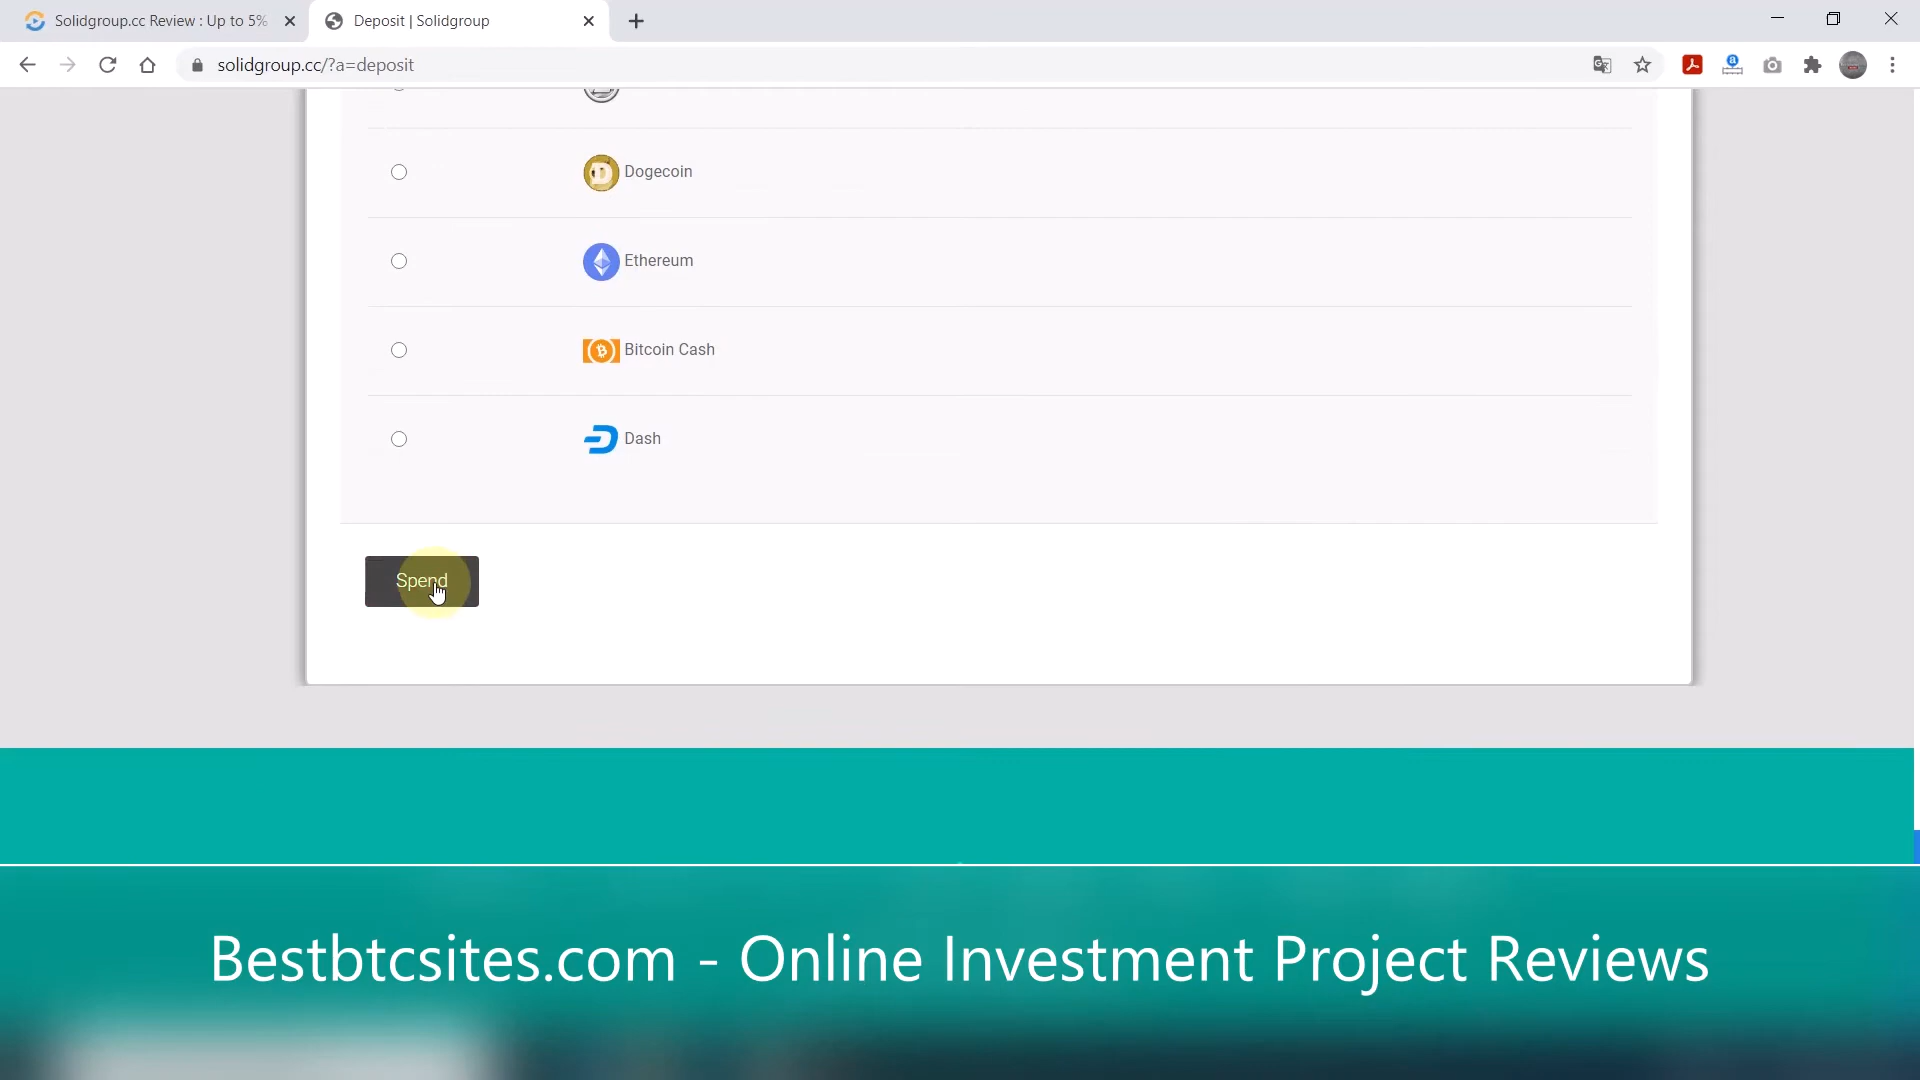 Solidgroup.cc Review : Up to 5%
Deposit | Solidgroup
solidgroup.cc/?a=deposit
Dogecoin
Ethereum
Bitcoin Cash
Dash
Spend
Bestbtcsites.com - Online Investment Project Reviews